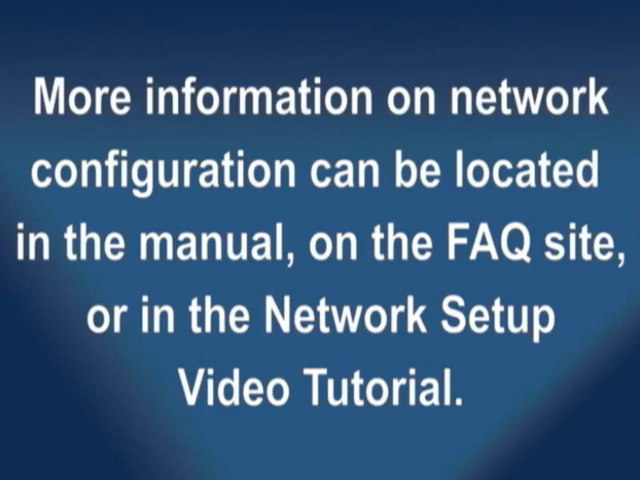 More information on network
configuration can be located
in the manual, on the FAQ site,
or in the Network Setup
Video Tutorial.